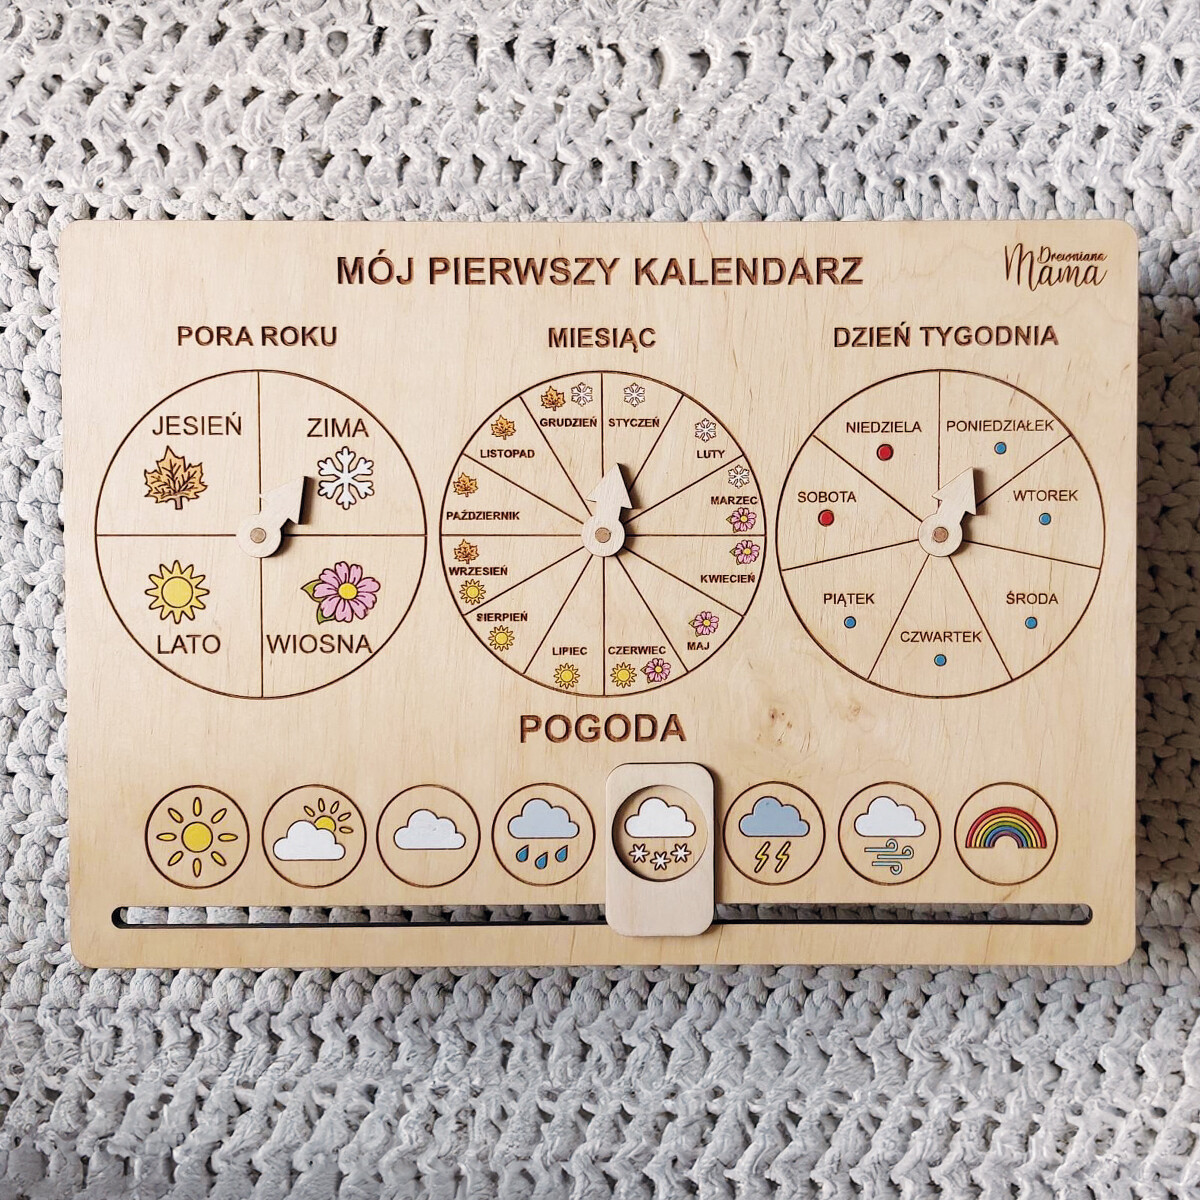 MÓJ PIERWSZY KALENDARZ
Drewniana
Mama
PORA ROKU
MIESIĄC
DZIEŃ TYGODNIA
JESIEŃ
ZIMA
LATO
WIOSNA
GRUDZIEŃ
STYCZEŃ
LISTOPAD
LUTY
PAŹDZIERNIK
MARZEC
WRZESIEŃ
KWIECIEŃ
SIERPIEŃ
MAJ
LIPIEC
CZERWIEC
NIEDZIELA
PONIEDZIAŁEK
SOBOTA
WTOREK
PIĄTEK
ŚRODA
CZWARTEK
POGODA